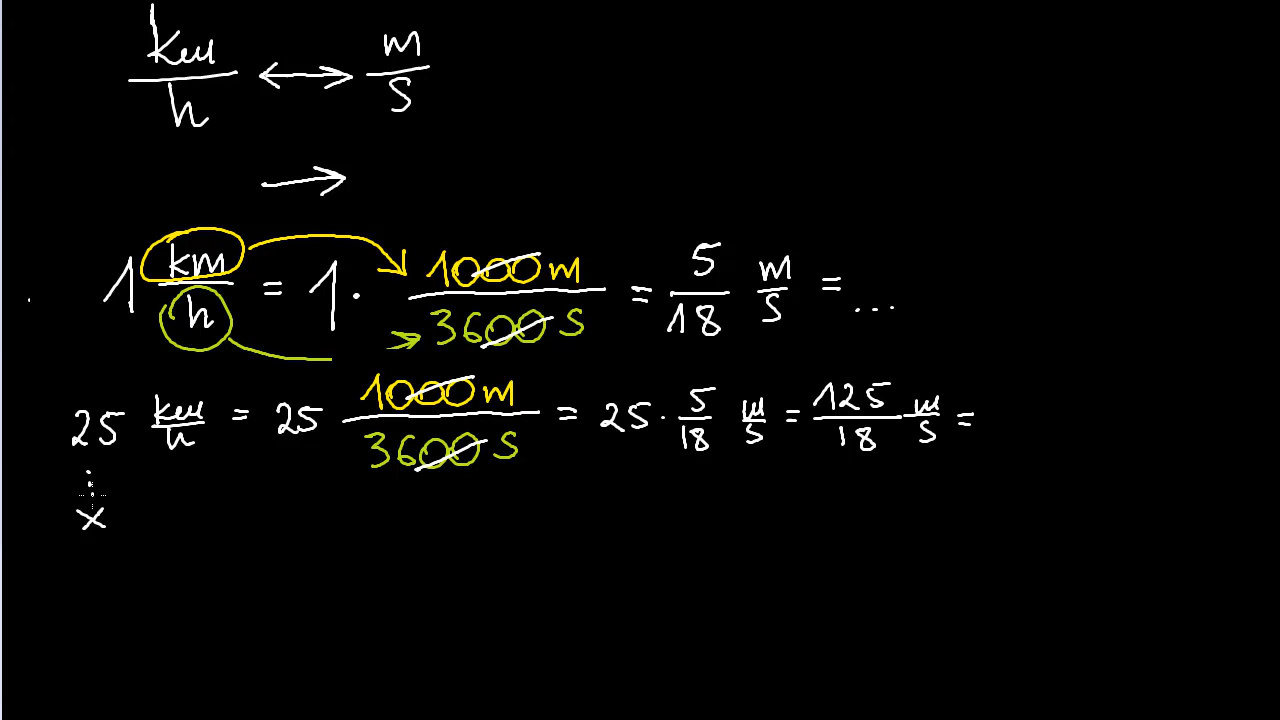 km/h ↔ m/s
→
1 km/h = 1 · 1000 m / 3600 s = 5/18 m/s = ...
25 km/h = 25 1000 m / 3600 s = 25 · 5/18 m/s = 125/18 m/s =
⋮
x